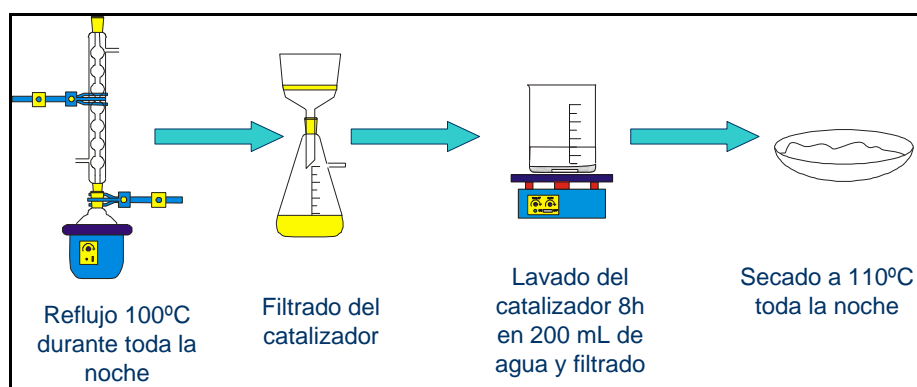 Reflujo 100ºC
durante toda la
noche
Filtrado del
catalizador
Lavado del
catalizador 8h
en 200 mL de
agua y filtrado
Secado a 110ºC
toda la noche